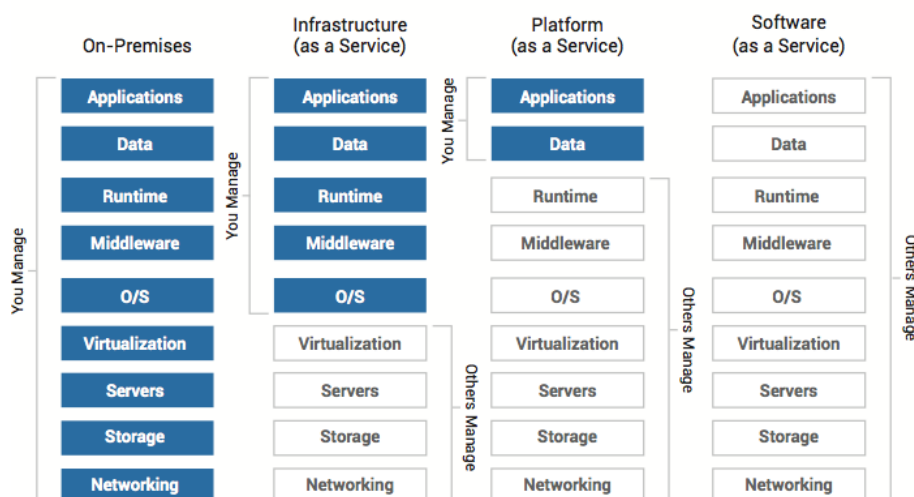 On-Premises
Infrastructure
(as a Service)
Platform
(as a Service)
Software
(as a Service)
You Manage
Applications
Data
Runtime
Middleware
O/S
Virtualization
Servers
Storage
Networking
You Manage
Applications
Data
Runtime
Middleware
O/S
Virtualization
Servers
Storage
Networking
Others Manage
You Manage
Applications
Data
Runtime
Middleware
O/S
Virtualization
Servers
Storage
Networking
Others Manage
Applications
Data
Runtime
Middleware
O/S
Virtualization
Servers
Storage
Networking
Others Manage